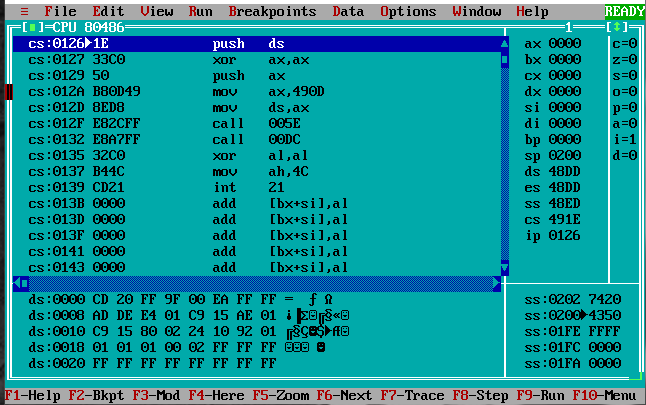 ≡ File Edit View Run Breakpoints Data Options Window Help READY
[■]=CPU 80486 1 [↕]
cs:0126►1E push ds ax 0000 c=0
cs:0127 33C0 xor ax,ax bx 0000 z=0
cs:0129 50 push ax cx 0000 s=0
cs:012A B80D49 mov ax,490D dx 0000 o=0
cs:012D 8ED8 mov ds,ax si 0000 p=0
cs:012F E82CFF call 005E di 0000 a=0
cs:0132 E8A7FF call 00DC bp 0000 i=1
cs:0135 32C0 xor al,al sp 0200 d=0
cs:0137 B44C mov ah,4C ds 48DD
cs:0139 CD21 int 21 es 48DD
cs:013B 0000 add [bx+si],al ss 48ED
cs:013D 0000 add [bx+si],al cs 491E
cs:013F 0000 add [bx+si],al ip 0126
cs:0141 0000 add [bx+si],al
cs:0143 0000 add [bx+si],al
ds:0000 CD 20 FF 9F 00 EA FF FF = ƒ Ω ss:0202 7420
ds:0008 AD DE E4 01 C9 15 AE 01 ¡▐Σ☺╔§«☺ ss:0200►4350
ds:0010 C9 15 80 02 24 10 92 01 ╔§Ç☻$►Æ☺ ss:01FE FFFF
ds:0018 01 01 01 00 02 FF FF FF ☺☺☺ ☻ ss:01FC 0000
ds:0020 FF FF FF FF FF FF FF FF ss:01FA 0000
F1-Help F2-Bkpt F3-Mod F4-Here F5-Zoom F6-Next F7-Trace F8-Step F9-Run F10-Menu